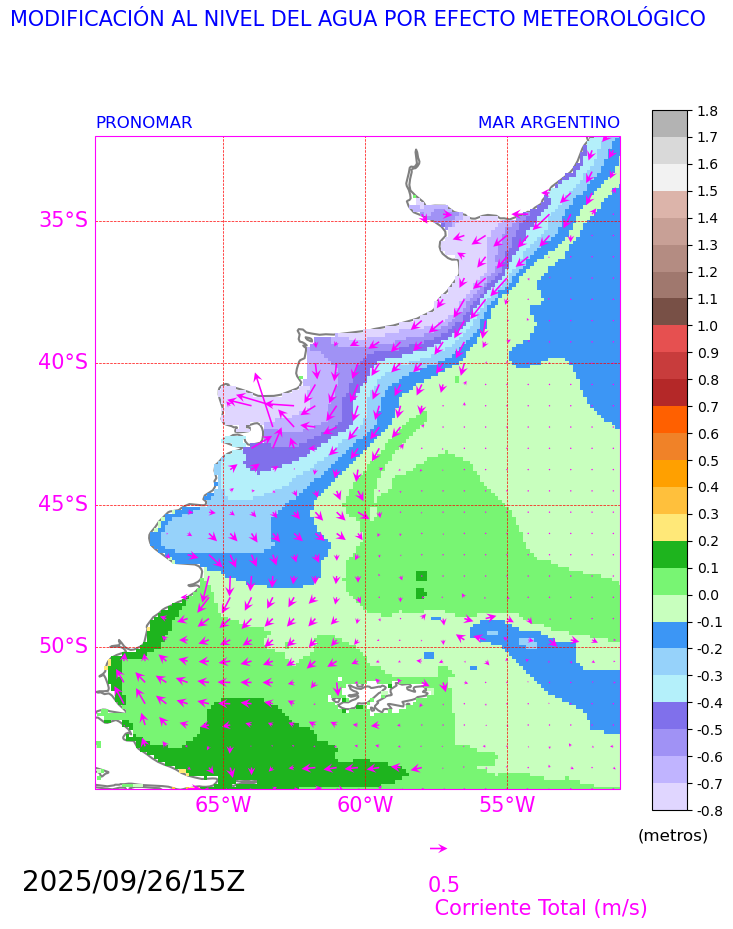 MODIFICACIÓN AL NIVEL DEL AGUA POR EFECTO METEOROLÓGICO
PRONOMAR
MAR ARGENTINO
35°S
40°S
45°S
50°S
65°W
60°W
55°W
1.8
1.7
1.6
1.5
1.4
1.3
1.2
1.1
1.0
0.9
0.8
0.7
0.6
0.5
0.4
0.3
0.2
0.1
0.0
-0.1
-0.2
-0.3
-0.4
-0.5
-0.6
-0.7
-0.8
(metros)
2025/09/26/15Z
0.5
Corriente Total (m/s)